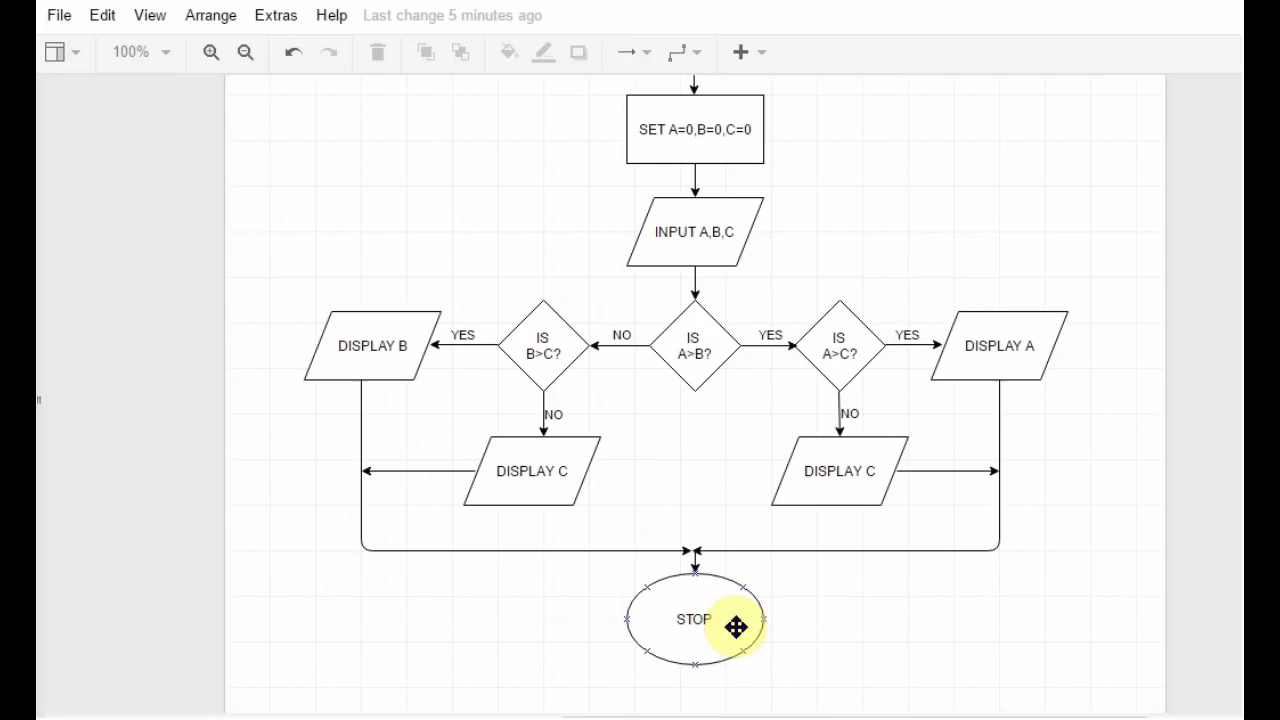 File Edit View Arrange Extras Help Last change 5 minutes ago
100%
SET A=0,B=0,C=0
INPUT A,B,C
DISPLAY B
YES
IS
B>C?
NO
IS
A>B?
YES
IS
A>C?
YES
DISPLAY A
NO
NO
DISPLAY C
DISPLAY C
STOP